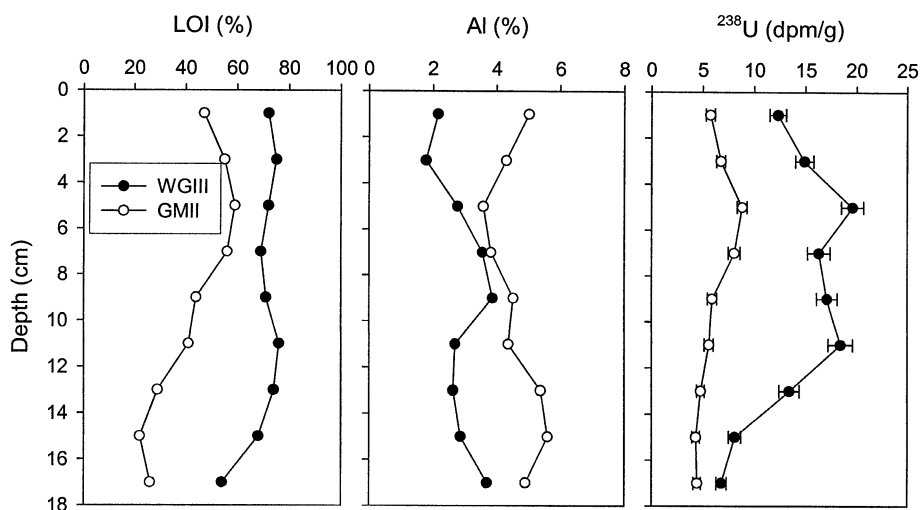 LOI (%)
Al (%)
²³⁸U (dpm/g)
0 20 40 60 80 100
0 2 4 6 8
0 5 10 15 20 25
Depth (cm)
0
2
4
6
8
10
12
14
16
18
WGIII
GMII